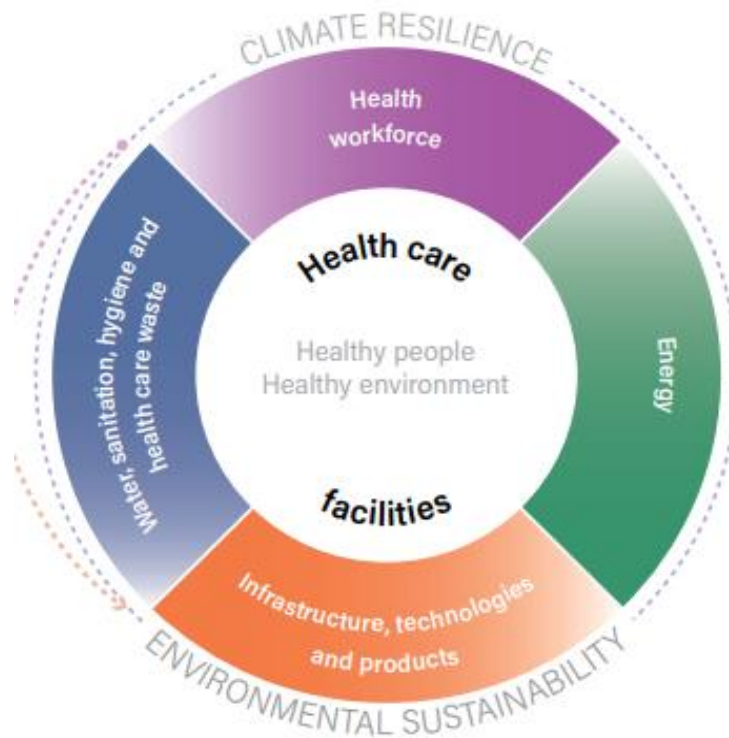 CLIMATE RESILIENCE
Health
workforce
Water, sanitation, hygiene and
health care waste
Health care
Healthy people
Healthy environment
facilities
Energy
Infrastructure, technologies
and products
ENVIRONMENTAL SUSTAINABILITY